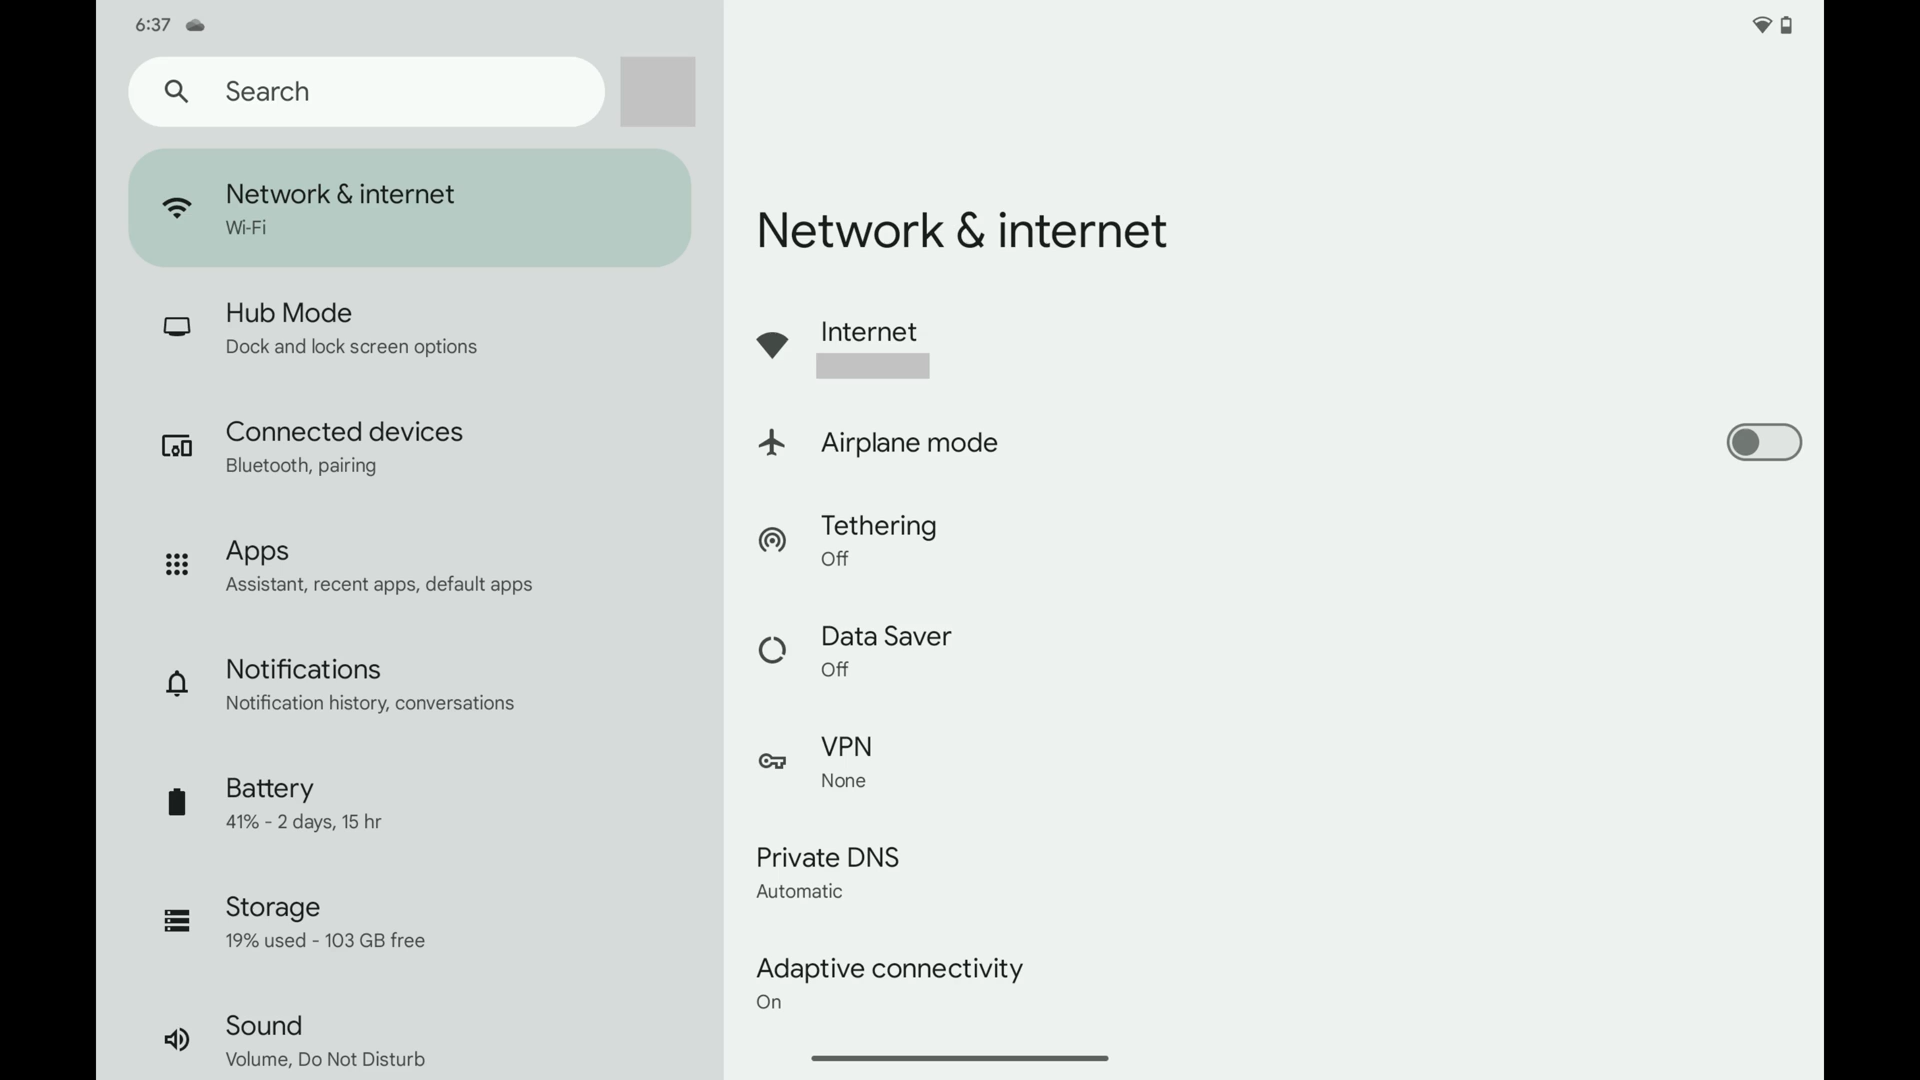 6:37
Search
Network & internet
Wi-Fi
Hub Mode
Dock and lock screen options
Connected devices
Bluetooth, pairing
Apps
Assistant, recent apps, default apps
Notifications
Notification history, conversations
Battery
41% - 2 days, 15 hr
Storage
19% used - 103 GB free
Sound
Volume, Do Not Disturb
Network & internet
Internet
Airplane mode
Tethering
Off
Data Saver
Off
VPN
None
Private DNS
Automatic
Adaptive connectivity
On